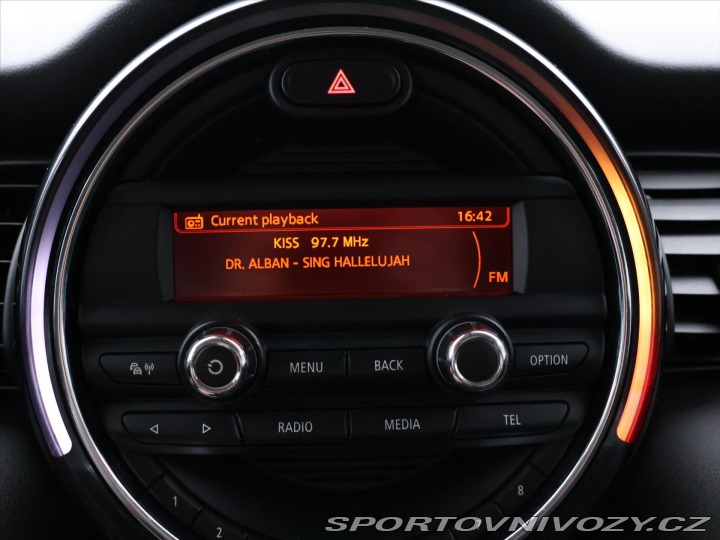 Current playback 16:42
KISS 97.7 MHz
DR. ALBAN - SING HALLELUJAH
FM
MENU BACK OPTION
RADIO MEDIA TEL
1 8
2
SPORTOVNIVOZY.CZ